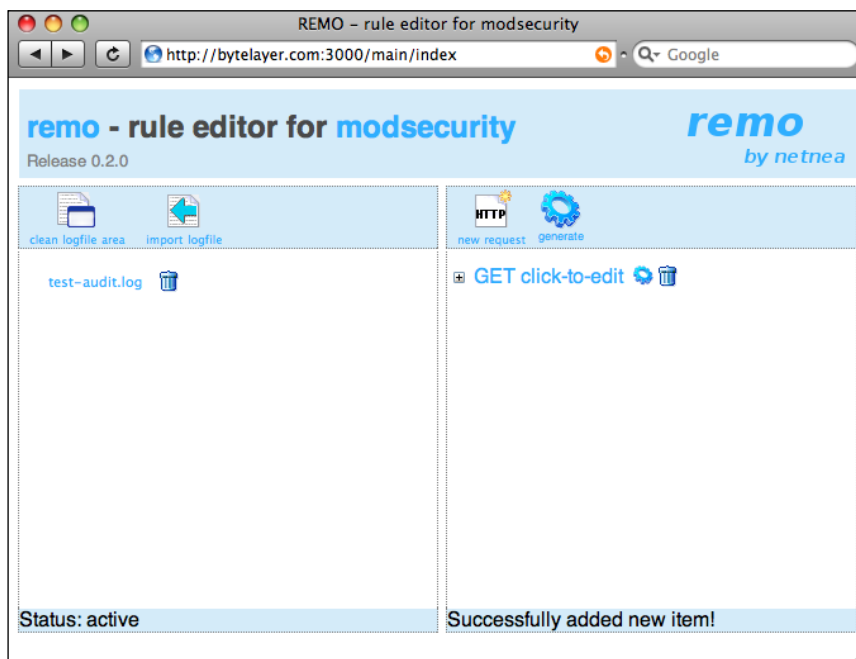 REMO - rule editor for modsecurity
http://bytelayer.com:3000/main/index
Google
remo - rule editor for modsecurity
Release 0.2.0
remo
by netnea
clean logfile area
import logfile
HTTP
new request
generate
test-audit.log
GET click-to-edit
Status: active
Successfully added new item!